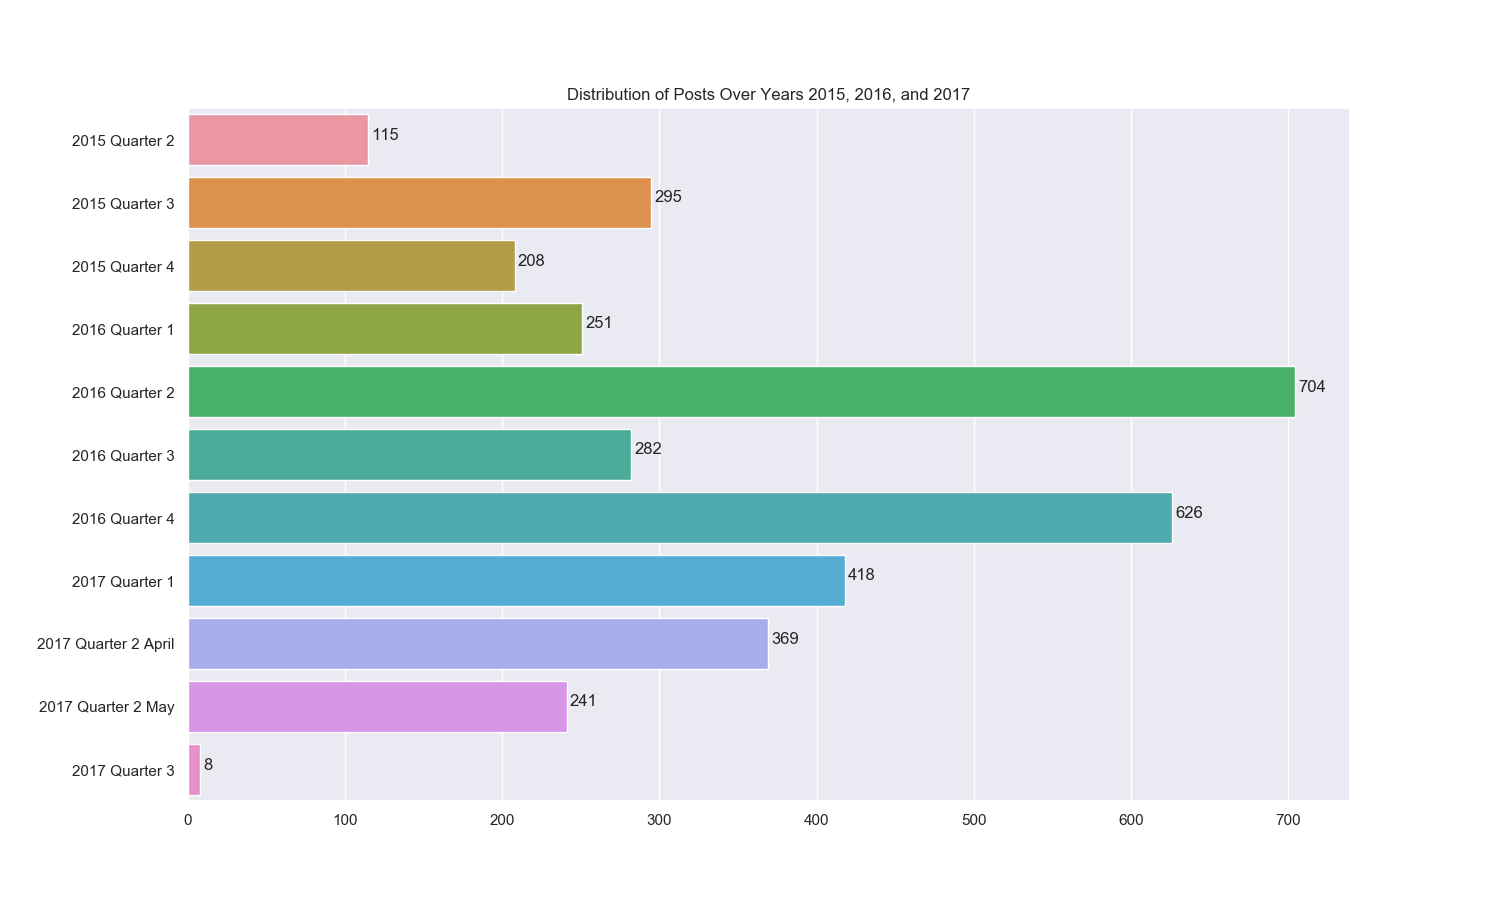 Distribution of Posts Over Years 2015, 2016, and 2017
2015 Quarter 2
115
2015 Quarter 3
295
2015 Quarter 4
208
2016 Quarter 1
251
2016 Quarter 2
704
2016 Quarter 3
282
2016 Quarter 4
626
2017 Quarter 1
418
2017 Quarter 2 April
369
2017 Quarter 2 May
241
2017 Quarter 3
8
0 100 200 300 400 500 600 700